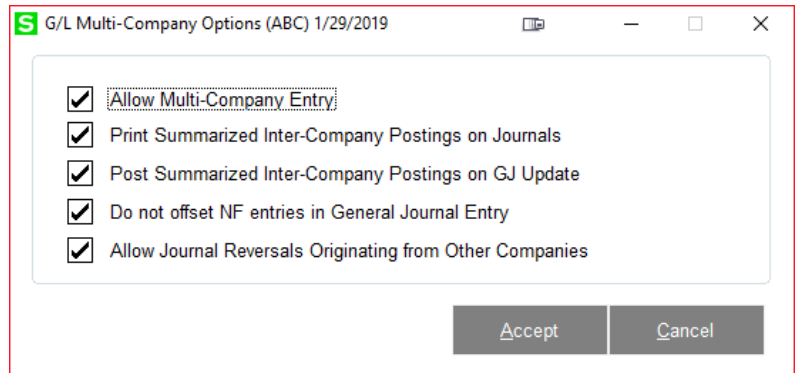 S G/L Multi-Company Options (ABC) 1/29/2019
Allow Multi-Company Entry
Print Summarized Inter-Company Postings on Journals
Post Summarized Inter-Company Postings on GJ Update
Do not offset NF entries in General Journal Entry
Allow Journal Reversals Originating from Other Companies
Accept Cancel